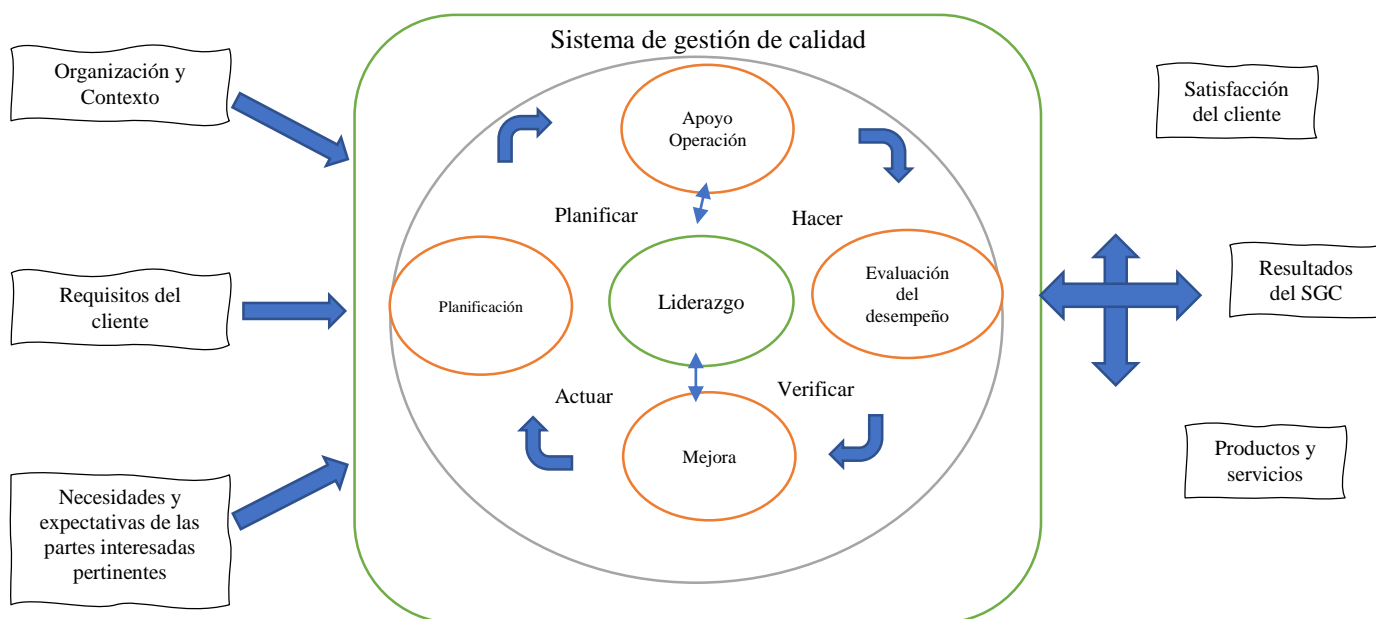 Sistema de gestión de calidad
Organización y
Contexto
Requisitos del
cliente
Necesidades y
expectativas de las
partes interesadas
pertinentes
Apoyo
Operación
Planificar
Hacer
Planificación
Liderazgo
Evaluación
del
desempeño
Actuar
Verificar
Mejora
Satisfacción
del cliente
Resultados
del SGC
Productos y
servicios